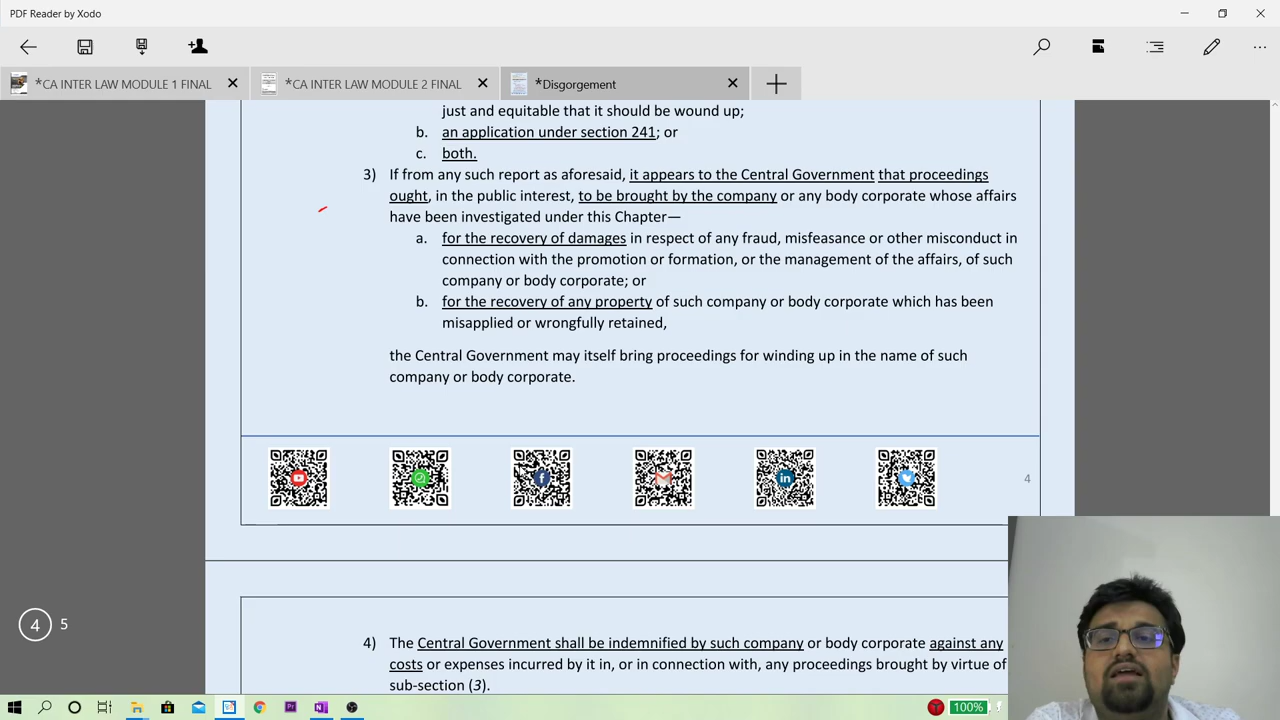 PDF Reader by Xodo
*CA INTER LAW MODULE 1 FINAL
*CA INTER LAW MODULE 2 FINAL
*Disgorgement
just and equitable that it should be wound up;
b. an application under section 241; or
c. both.
3) If from any such report as aforesaid, it appears to the Central Government that proceedings
ought, in the public interest, to be brought by the company or any body corporate whose affairs
have been investigated under this Chapter—
a. for the recovery of damages in respect of any fraud, misfeasance or other misconduct in
connection with the promotion or formation, or the management of the affairs, of such
company or body corporate; or
b. for the recovery of any property of such company or body corporate which has been
misapplied or wrongfully retained,
the Central Government may itself bring proceedings for winding up in the name of such
company or body corporate.
4
4 5
4) The Central Government shall be indemnified by such company or body corporate against any
costs or expenses incurred by it in, or in connection with, any proceedings brought by virtue of
sub-section (3).
100%